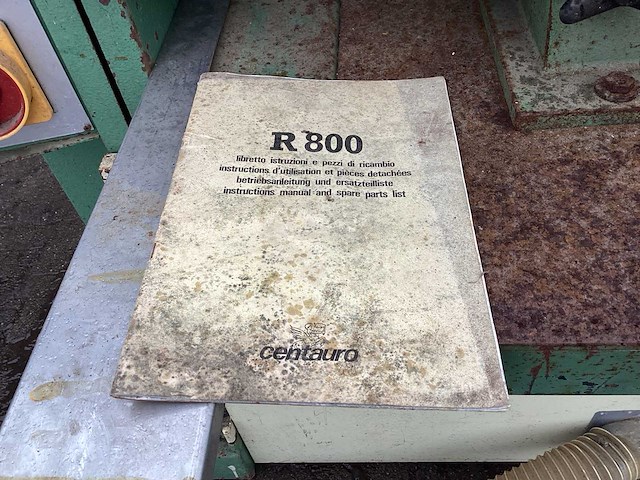 R 800
libretto istruzioni e pezzi di ricambio
instructions d'utilisation et pièces detachées
betriebsanleitung und ersatzteilliste
instructions manual and spare parts list
centauro